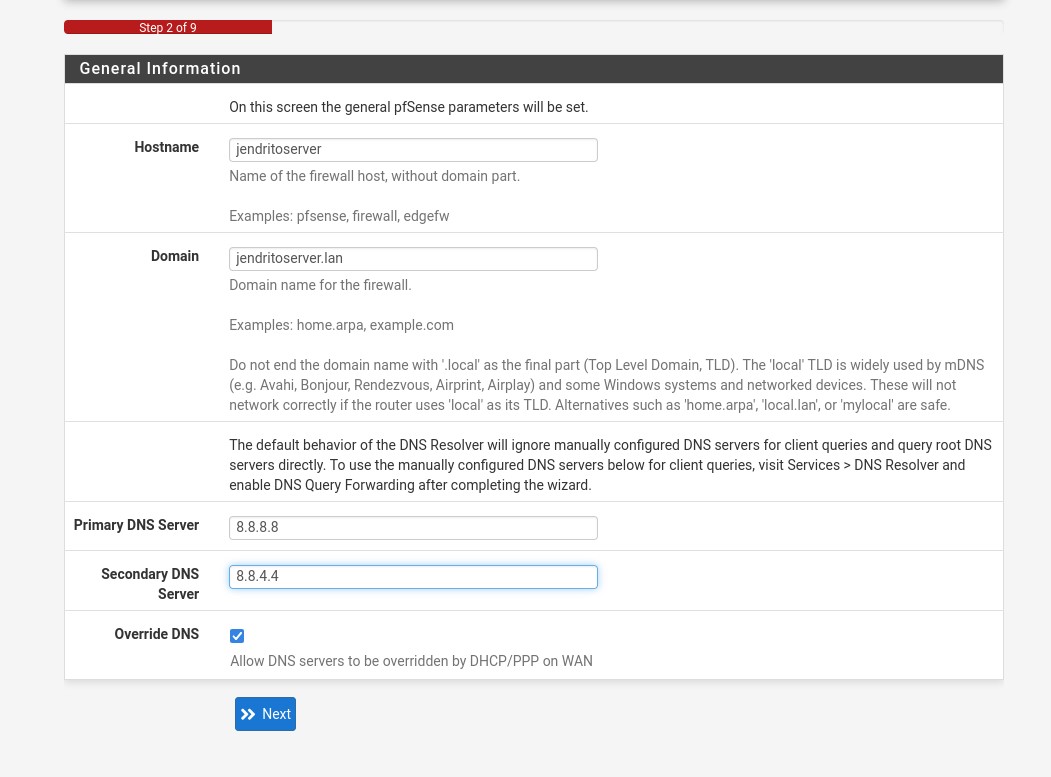 Step 2 of 9
General Information
On this screen the general pfSense parameters will be set.
Hostname
jendritoserver
Name of the firewall host, without domain part.
Examples: pfsense, firewall, edgefw
Domain
jendritoserver.lan
Domain name for the firewall.
Examples: home.arpa, example.com
Do not end the domain name with '.local' as the final part (Top Level Domain, TLD). The 'local' TLD is widely used by mDNS
(e.g. Avahi, Bonjour, Rendezvous, Airprint, Airplay) and some Windows systems and networked devices. These will not
network correctly if the router uses 'local' as its TLD. Alternatives such as 'home.arpa', 'local.lan', or 'mylocal' are safe.
The default behavior of the DNS Resolver will ignore manually configured DNS servers for client queries and query root DNS
servers directly. To use the manually configured DNS servers below for client queries, visit Services > DNS Resolver and
enable DNS Query Forwarding after completing the wizard.
Primary DNS Server
8.8.8.8
Secondary DNS
Server
8.8.4.4
Override DNS
Allow DNS servers to be overridden by DHCP/PPP on WAN
Next